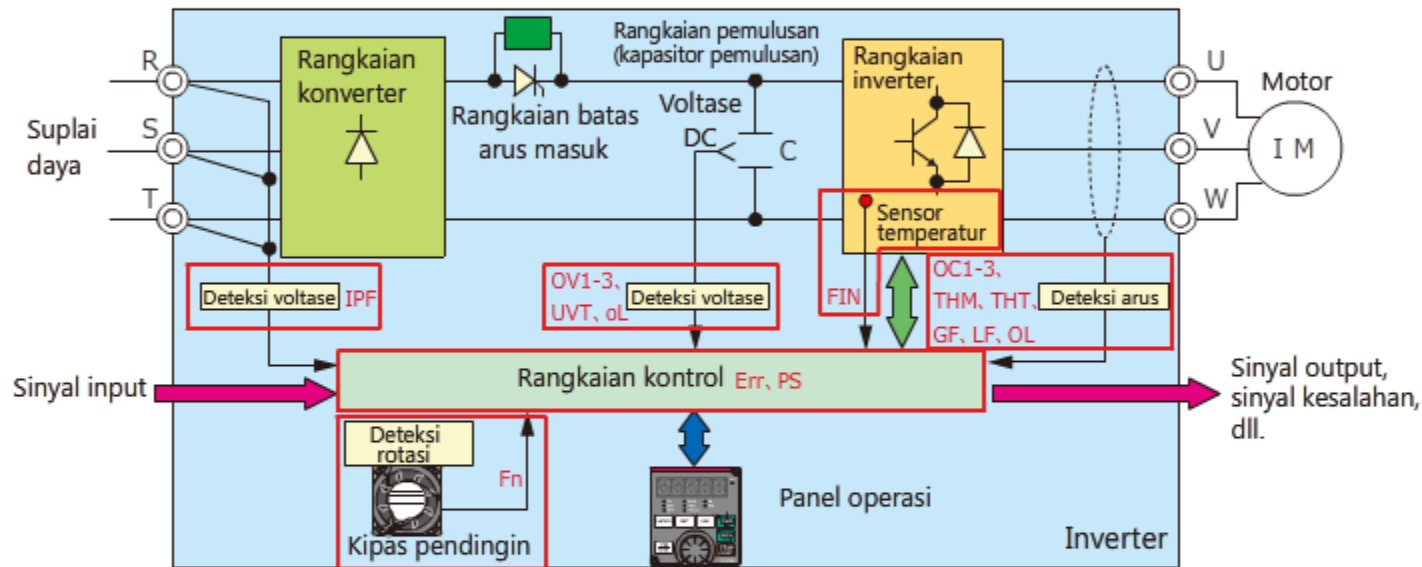 Rangkaian pemulusan
(kapasitor pemulusan)
Rangkaian
konverter
Rangkaian
inverter
R
S
T
Suplai
daya
Rangkaian batas
arus masuk
Voltase
DC
C
U
V
W
Motor
I M
Sensor
temperatur
Deteksi voltase IPF
OV1-3、
UVT、oL
Deteksi voltase
FIN
OC1-3、
THM、THT、
GF、LF、OL
Deteksi arus
Sinyal input
Rangkaian kontrol Err、PS
Sinyal output,
sinyal kesalahan,
dll.
Deteksi
rotasi
Fn
Kipas pendingin
Panel operasi
Inverter